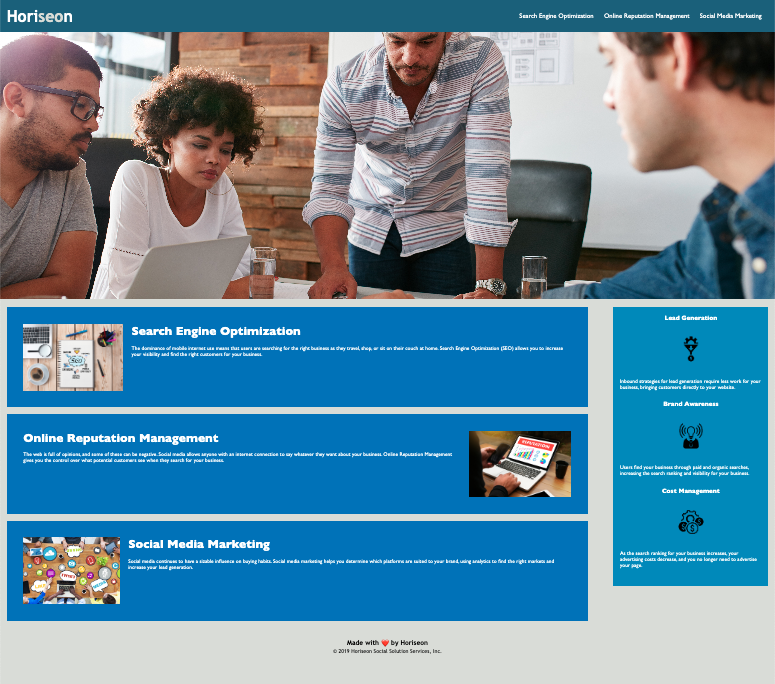 Horiseon
Search Engine Optimization Online Reputation Management Social Media Marketing
Search Engine Optimization
The dominance of mobile internet use means that users are searching for the right business as they travel, shop, or sit on their couch at home. Search Engine Optimization (SEO) allows you to increase
your visibility and find the right customers for your business.
Online Reputation Management
The web is full of opinions, and some of these can be negative. Social media allows anyone with an internet connection to say whatever they want about your business. Online Reputation Management
gives you the control over what potential customers see when they search for your business.
REPUTATION
Social Media Marketing
Social media continues to have a sizable influence on buying habits. Social media marketing helps you determine which platforms are suited to your brand, using analytics to find the right markets and
increase your lead generation.
Lead Generation
Inbound strategies for lead generation require less work for
your business, bringing customers directly to your website.
Brand Awareness
Users find your business through paid and organic searches,
increasing the search ranking and visibility for your business.
Cost Management
As the search ranking for your business increases, your
advertising costs decrease, and you no longer need to advertise
your page.
Made with ❤️ by Horiseon
© 2019 Horiseon Social Solution Services, Inc.